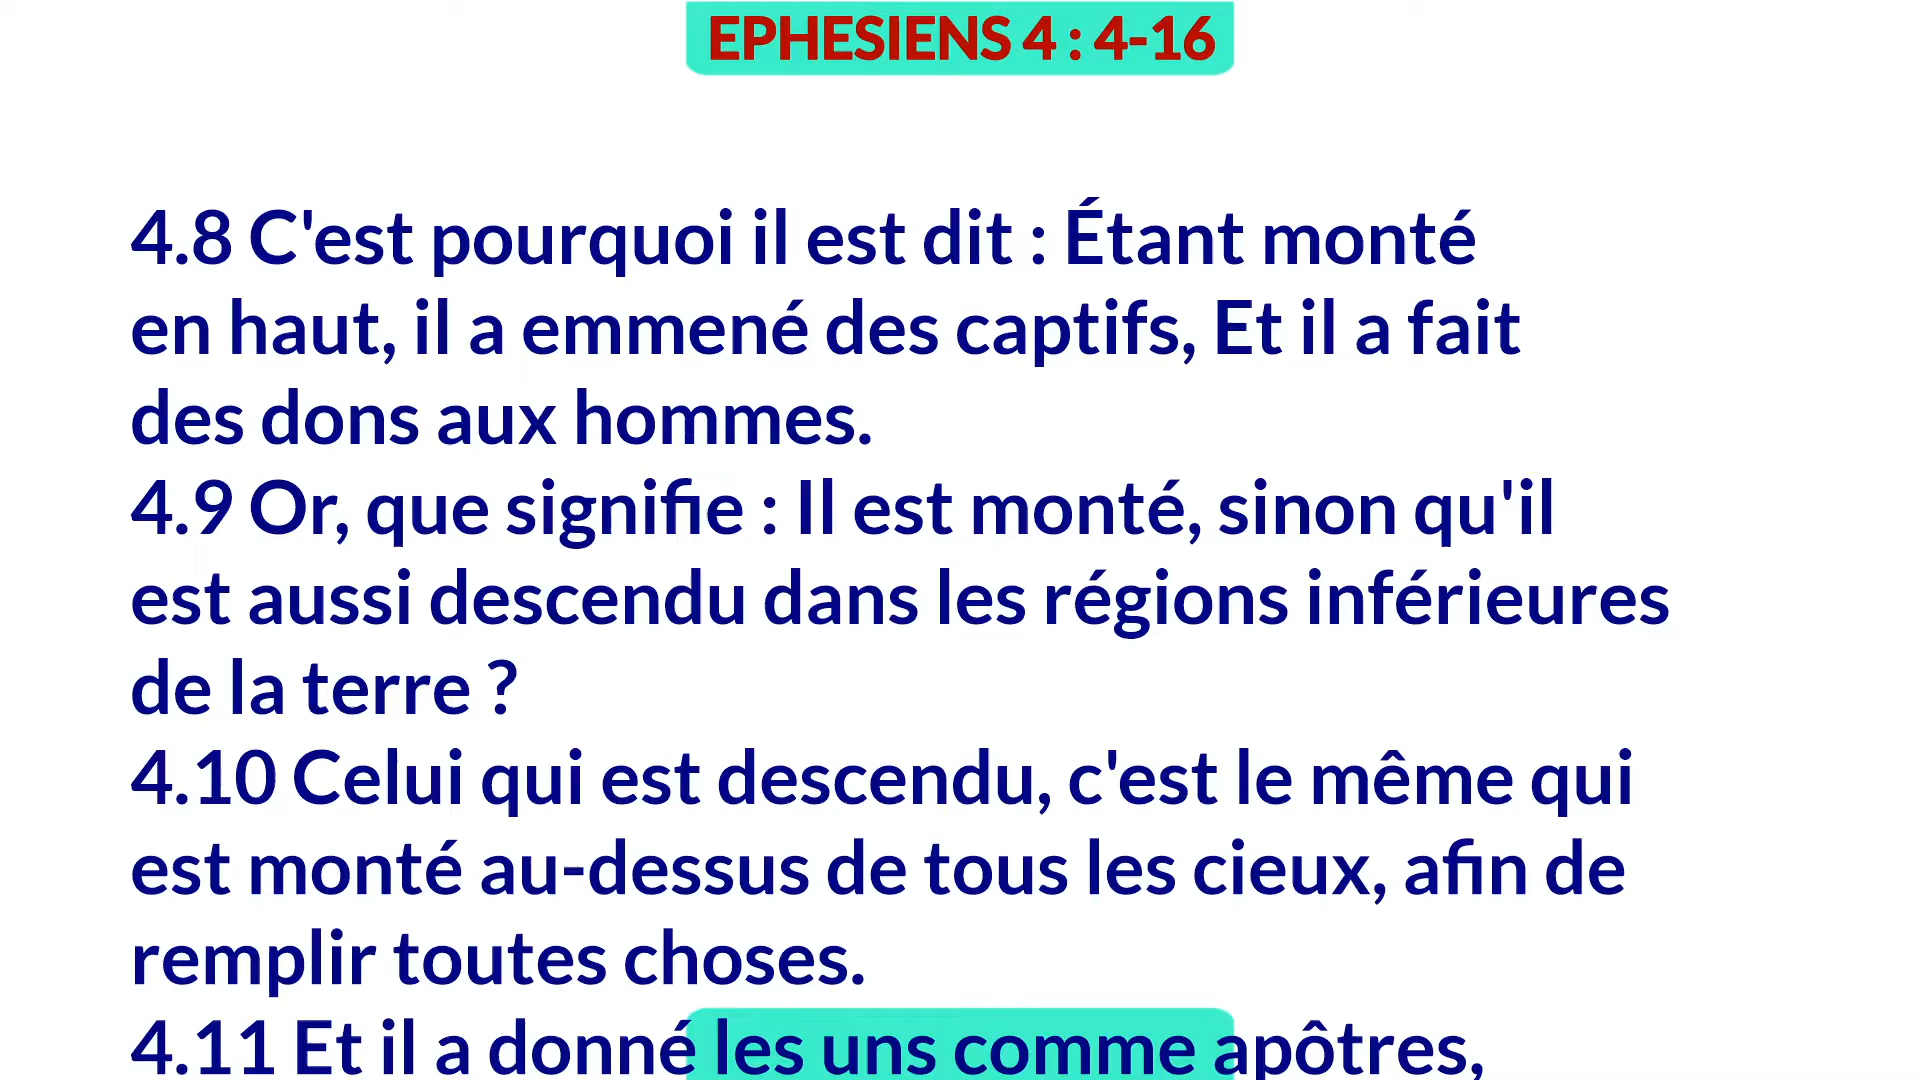 EPHESIENS 4 : 4-16
4.8 C'est pourquoi il est dit : Étant monté
en haut, il a emmené des captifs, Et il a fait
des dons aux hommes.
4.9 Or, que signifie : Il est monté, sinon qu'il
est aussi descendu dans les régions inférieures
de la terre ?
4.10 Celui qui est descendu, c'est le même qui
est monté au-dessus de tous les cieux, afin de
remplir toutes choses.
4.11 Et il a donné les uns comme apôtres,